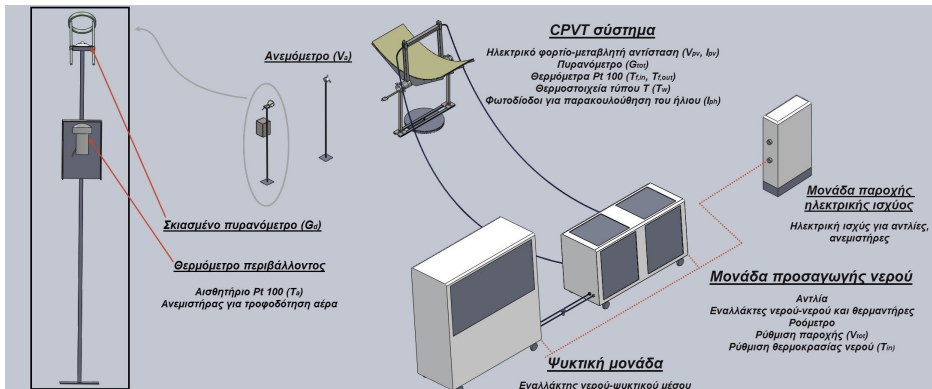 Ανεμόμετρο (Va)
Σκιασμένο πυρανόμετρο (Gd)
Θερμόμετρο περιβάλλοντος
Αισθητήριο Pt 100 (Ta)
Ανεμιστήρας για τροφοδότηση αέρα
CPVT σύστημα
Ηλεκτρικό φορτίο-μεταβλητή αντίσταση (Vpv, Ipv)
Πυρανόμετρο (Gtot)
Θερμόμετρα Pt 100 (Tf,in, Tf,out)
Θερμοστοιχεία τύπου Τ (Tw)
Φωτοδίοδοι για παρακουλούθηση του ήλιου (Iph)
Μονάδα παροχής
ηλεκτρικής ισχύος
Ηλεκτρική ισχύς για αντλίες,
ανεμιστήρες
Μονάδα προσαγωγής νερού
Αντλία
Εναλλάκτες νερού-νερού και θερμαντήρες
Ροόμετρο
Ρύθμιση παροχής (Vtot)
Ρύθμιση θερμοκρασίας νερού (Tin)
Ψυκτική μονάδα
Εναλλάκτης νερού-ψυκτικού μέσου